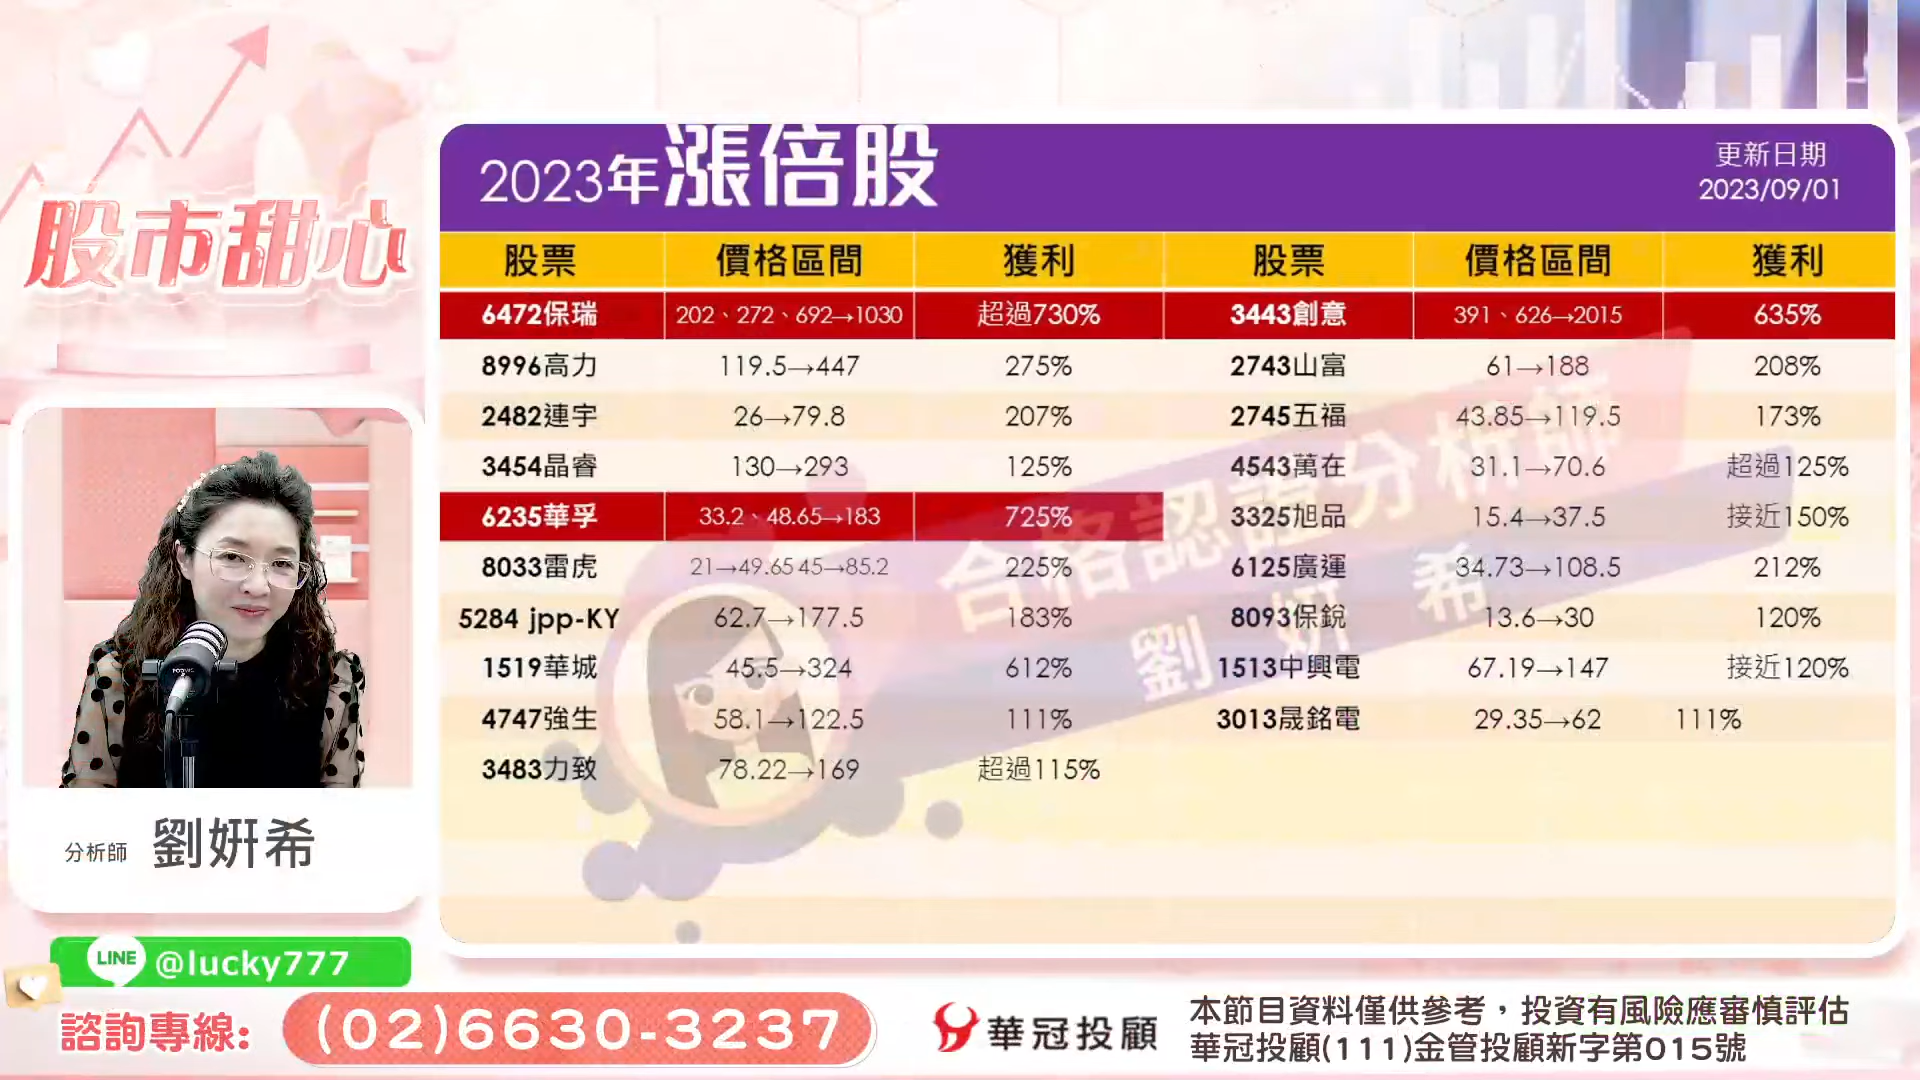 股市甜心
2023年漲倍股
更新日期
2023/09/01
股票 價格區間 獲利 股票 價格區間 獲利
6472保瑞 202、272、692→1030 超過730% 3443創意 391、626→2015 635%
8996高力 119.5→447 275% 2743山富 61→188 208%
2482連宇 26→79.8 207% 2745五福 43.85→119.5 173%
3454晶睿 130→293 125% 4543萬在 31.1→70.6 超過125%
6235華孚 33.2、48.65→183 725% 3325旭品 15.4→37.5 接近150%
8033雷虎 21→49.65 45→85.2 225% 6125廣運 34.73→108.5 212%
5284 jpp-KY 62.7→177.5 183% 8093保銳 13.6→30 120%
1519華城 45.5→324 612% 1513中興電 67.19→147 接近120%
4747強生 58.1→122.5 111% 3013晟銘電 29.35→62 111%
3483力致 78.22→169 超過115%
合格認證分析師
劉妍希
分析師 劉妍希
LINE @lucky777
諮詢專線: (02)6630-3237
華冠投顧
本節目資料僅供參考，投資有風險應審慎評估
華冠投顧(111)金管投顧新字第015號